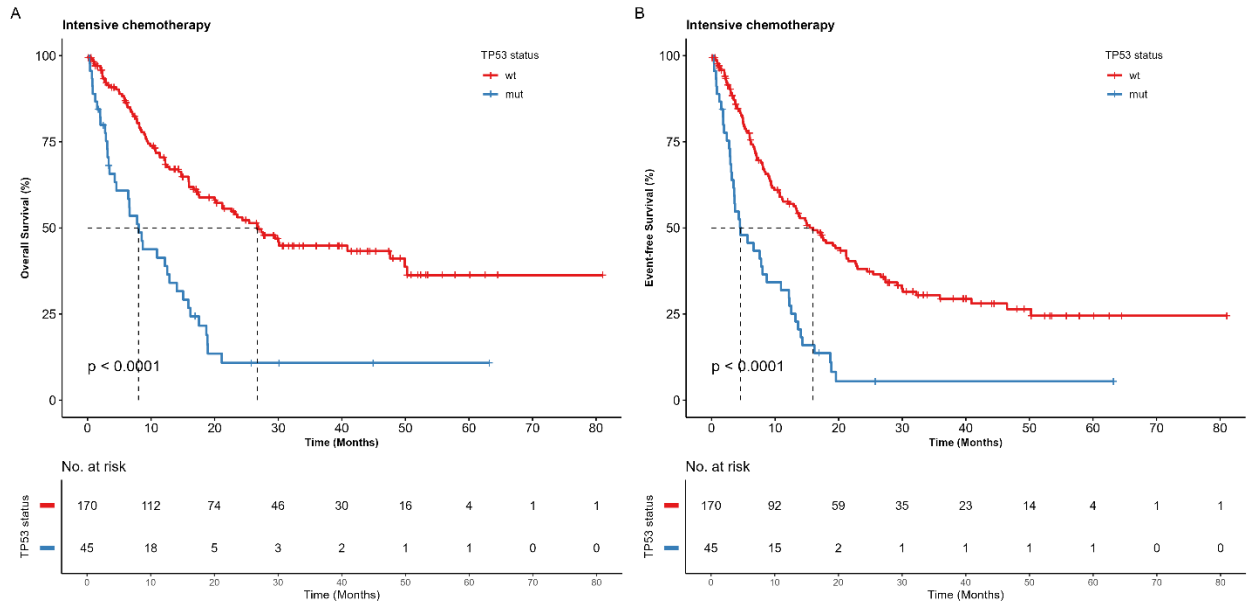 A
Intensive chemotherapy
TP53 status
wt
mut
Overall Survival (%)
100
75
50
25
0
p < 0.0001
0 10 20 30 40 50 60 70 80
Time (Months)
No. at risk
TP53 status
170 112 74 46 30 16 4 1 1
45 18 5 3 2 1 1 0 0
0 10 20 30 40 50 60 70 80
Time (Months)
B
Intensive chemotherapy
TP53 status
wt
mut
Event-free Survival (%)
100
75
50
25
0
p < 0.0001
0 10 20 30 40 50 60 70 80
Time (Months)
No. at risk
TP53 status
170 92 59 35 23 14 4 1 1
45 15 2 1 1 1 1 0 0
0 10 20 30 40 50 60 70 80
Time (Months)